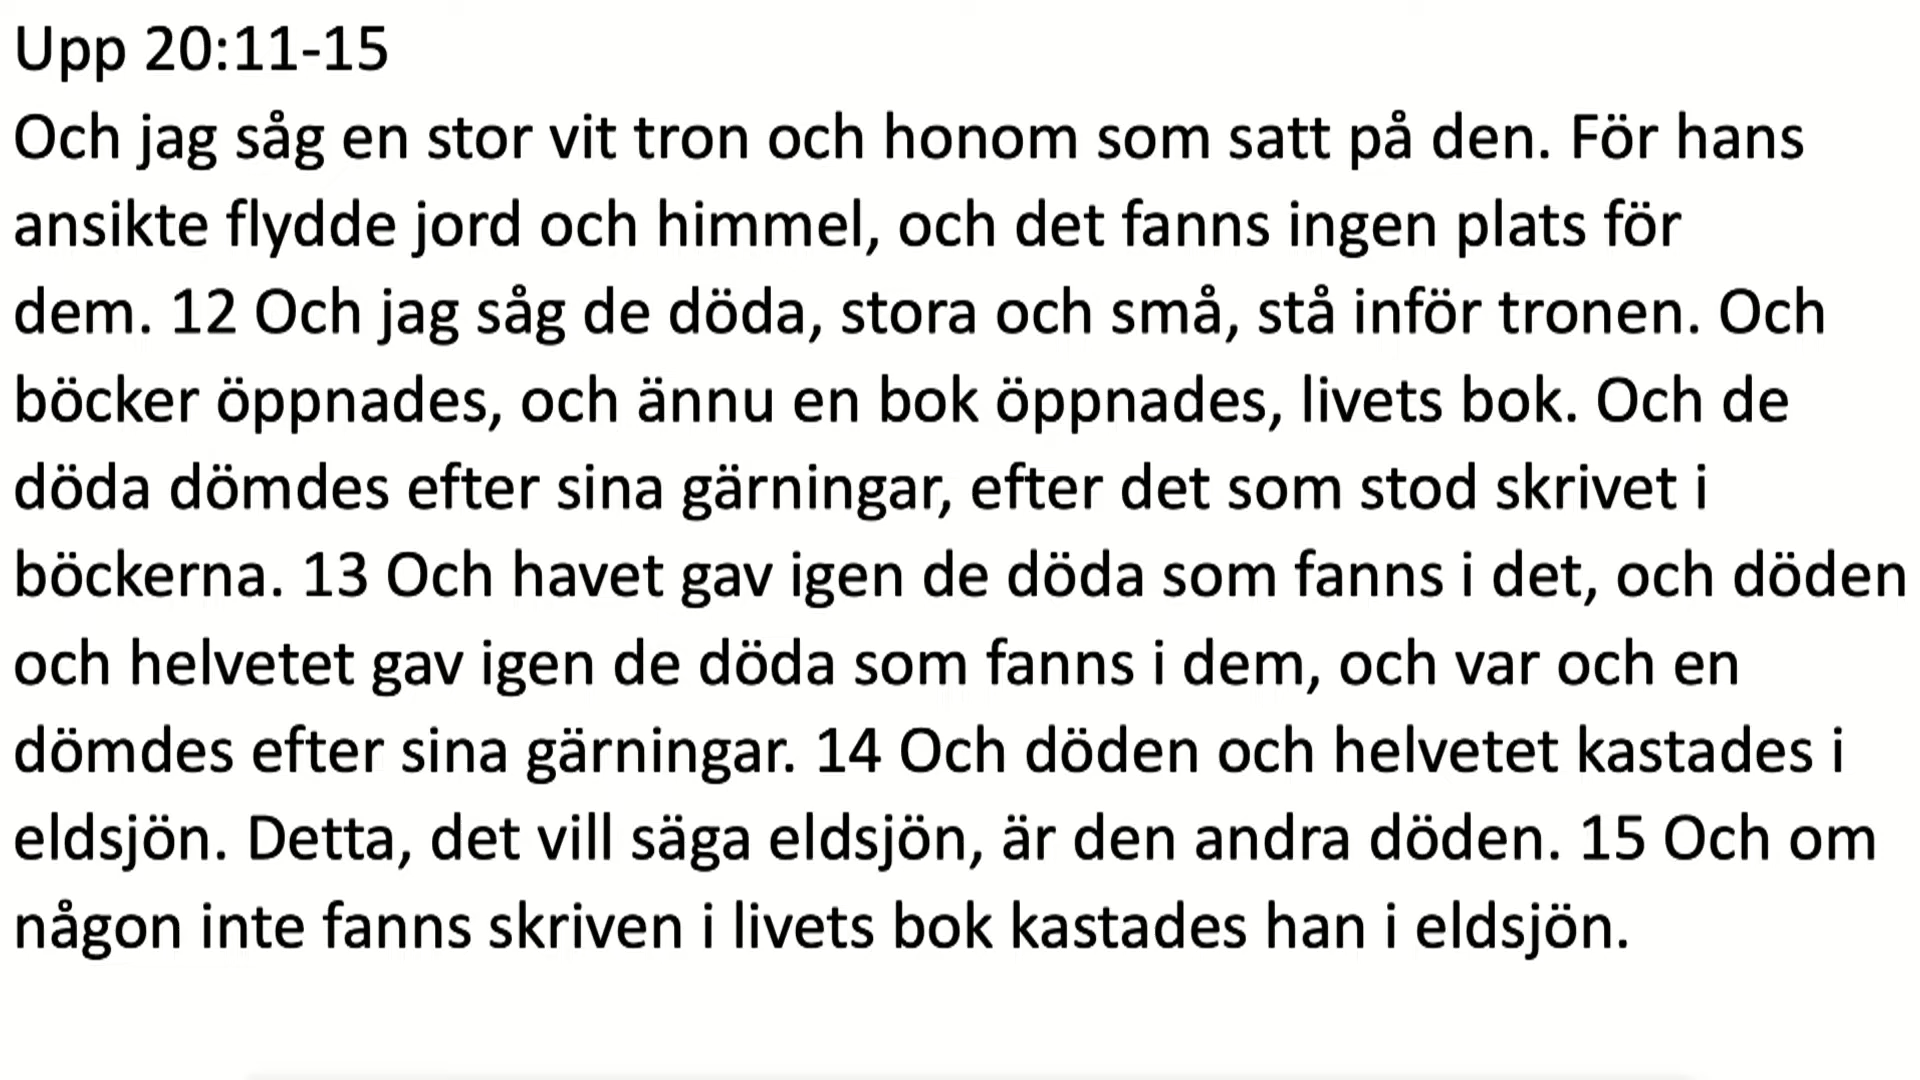 Upp 20:11-15
Och jag såg en stor vit tron och honom som satt på den. För hans
ansikte flydde jord och himmel, och det fanns ingen plats för
dem. 12 Och jag såg de döda, stora och små, stå inför tronen. Och
böcker öppnades, och ännu en bok öppnades, livets bok. Och de
döda dömdes efter sina gärningar, efter det som stod skrivet i
böckerna. 13 Och havet gav igen de döda som fanns i det, och döden
och helvetet gav igen de döda som fanns i dem, och var och en
dömdes efter sina gärningar. 14 Och döden och helvetet kastades i
eldsjön. Detta, det vill säga eldsjön, är den andra döden. 15 Och om
någon inte fanns skriven i livets bok kastades han i eldsjön.